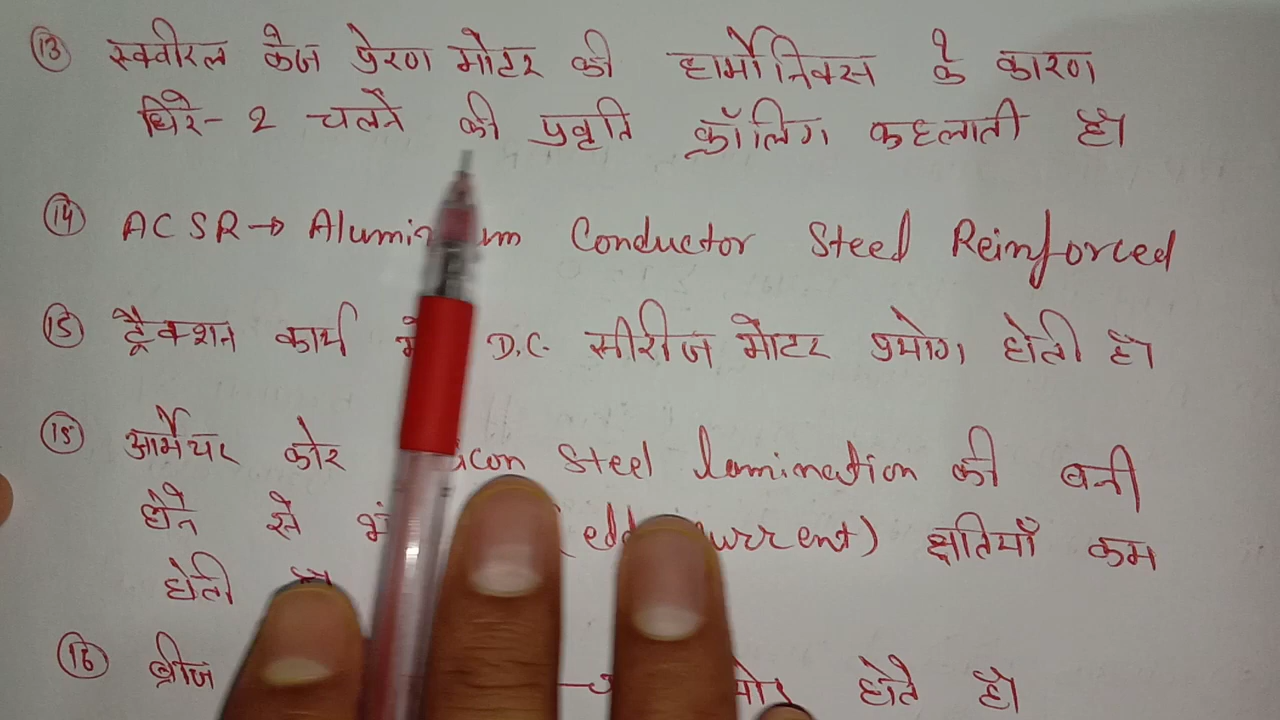 13 स्क्वीरल केज प्रेरण मोटर की हार्मोनिक्स के कारण
धिरे-2 चलने की प्रवृति क्रॉलिंग कहलाती है।
14 ACSR → Conductor Steel Reinforced
15 ट्रैक्शन कार्य D.C. सीरीज मोटर प्रयोग होती है।
15 आर्मेचर कोर Steel lamination की बनी
होने से क्षतियाँ कम
होती
16 ब्रीज होते है।